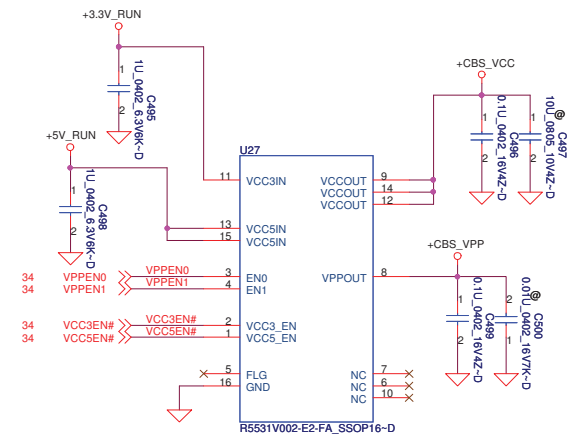 +3.3V_RUN
1
2
C495
1U_0402_6.3V6K~D
+5V_RUN
1
2
C498
1U_0402_6.3V6K~D
+CBS_VCC
1
2
C496
0.1U_0402_16V4Z~D
1
2
@
C497
10U_0805_10V4Z~D
U27
11 VCC3IN
13 VCC5IN
15 VCC5IN
34 VPPEN0 VPPEN0 3 EN0
34 VPPEN1 VPPEN1 4 EN1
34 VCC3EN# VCC3EN# 2 VCC3_EN
34 VCC5EN# VCC5EN# 1 VCC5_EN
5 FLG
16 GND
VCCOUT 9
VCCOUT 14
VCCOUT 12
VPPOUT 8
NC 7
NC 6
NC 10
R5531V002-E2-FA_SSOP16~D
+CBS_VPP
1
2
C499
0.1U_0402_16V4Z~D
2
1
@
C500
0.01U_0402_16V7K~D